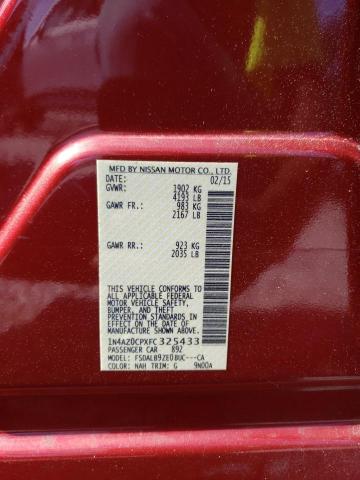 MFD BY NISSAN MOTOR CO., LTD.
DATE: 02/15
GVWR: 1902 KG
4193 LB
GAWR FR: 983 KG
2167 LB
GAWR RR: 923 KG
2035 LB
THIS VEHICLE CONFORMS TO ALL APPLICABLE FEDERAL MOTOR VEHICLE SAFETY, BUMPER, AND THEFT PREVENTION STANDARDS IN EFFECT ON THE DATE OF MANUFACTURE SHOWN ABOVE.
1N4AZ0CPXFC325433
PASSENGER CAR 892
MODEL: FSDALB9ZE0BUC---CA
COLOR: NAH TRIM: G 9N00A